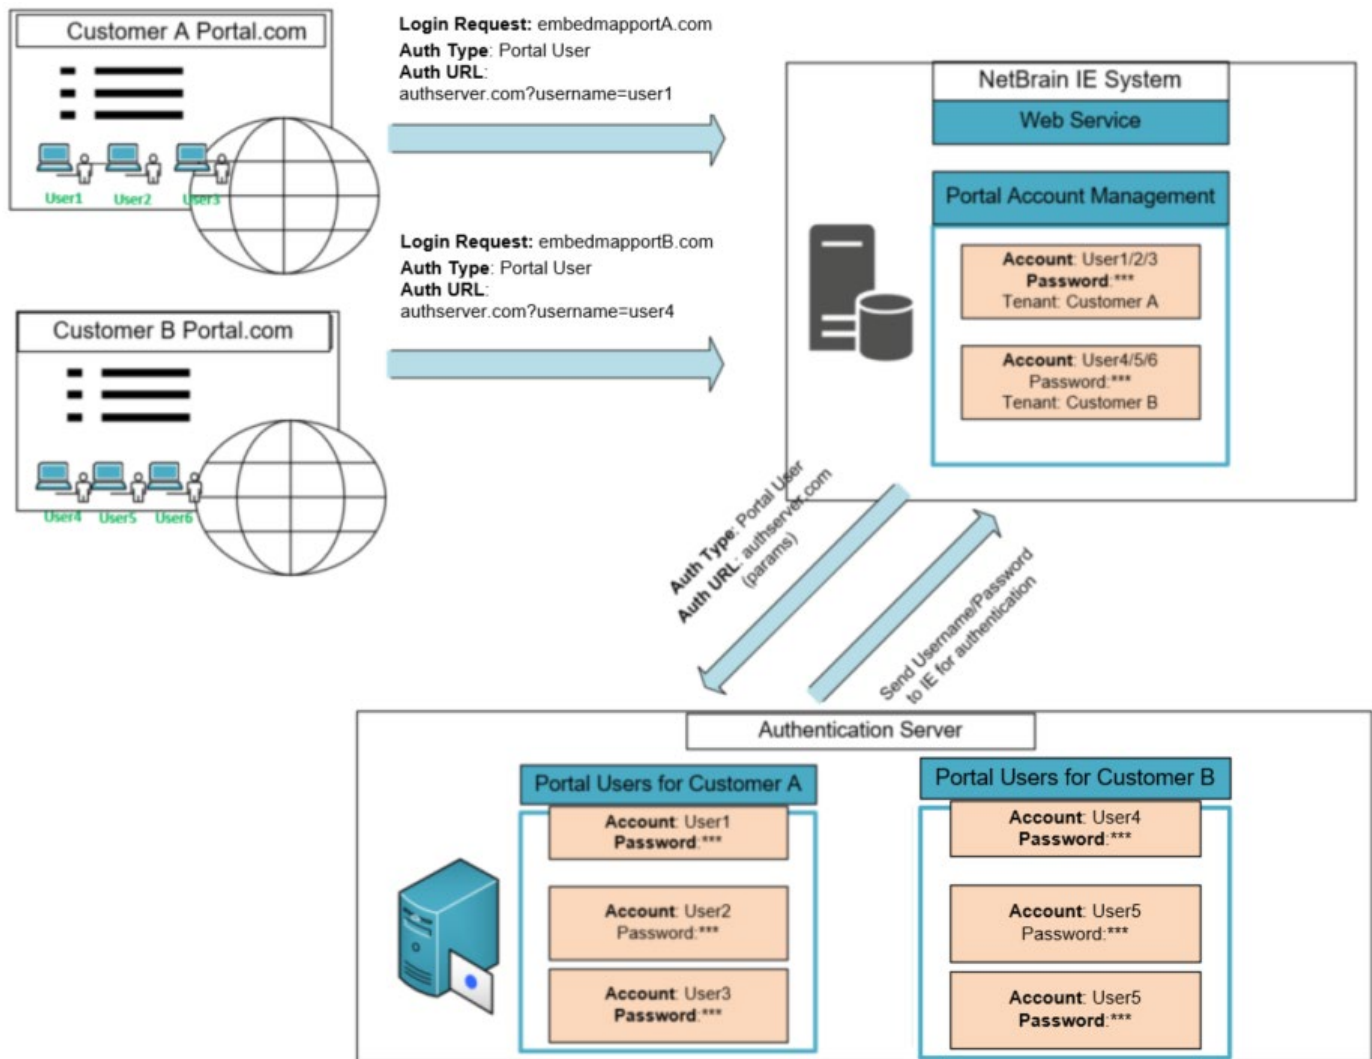 Customer A Portal.com
User1
User2
User3
Login Request: embedmapportA.com
Auth Type: Portal User
Auth URL:
authserver.com?username=user1
Customer B Portal.com
User4
User5
User6
Login Request: embedmapportB.com
Auth Type: Portal User
Auth URL:
authserver.com?username=user4
NetBrain IE System
Web Service
Portal Account Management
Account: User1/2/3
Password:***
Tenant: Customer A
Account: User4/5/6
Password:***
Tenant: Customer B
Auth Type: Portal User
Auth URL: authserver.com
(params)
Send Username/Password
to IE for authentication
Authentication Server
Portal Users for Customer A
Account: User1
Password:***
Account: User2
Password:***
Account: User3
Password:***
Portal Users for Customer B
Account: User4
Password:***
Account: User5
Password:***
Account: User5
Password:***